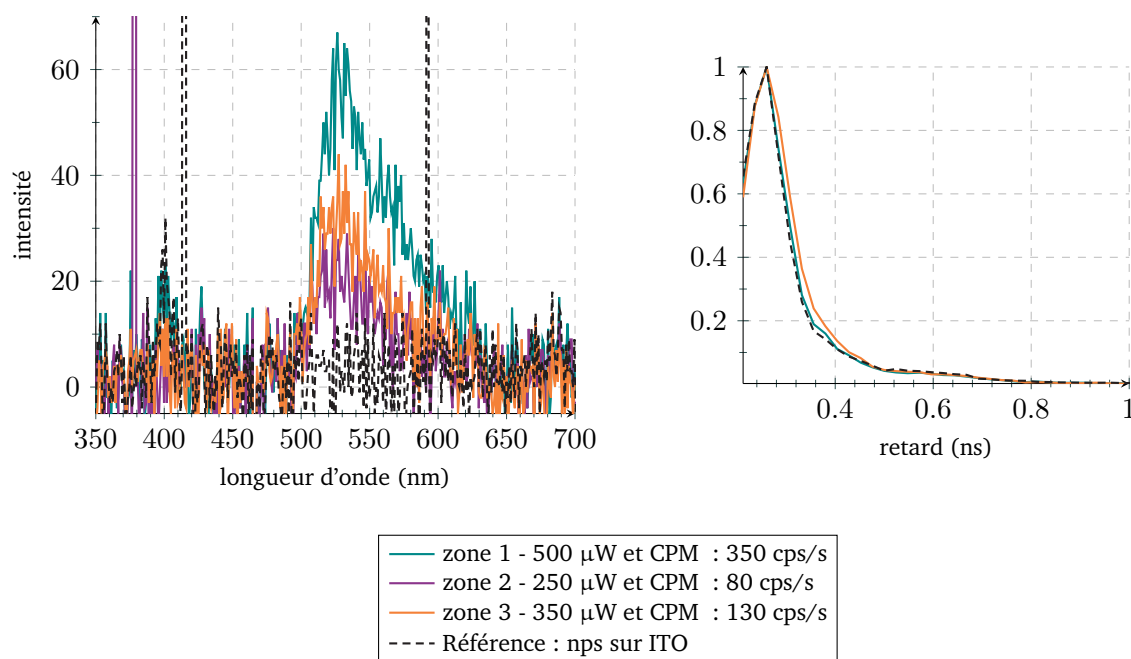 intensité
60
40
20
0
350 400 450 500 550 600 650 700
longueur d'onde (nm)
1
0.8
0.6
0.4
0.2
0.4 0.6 0.8 1
retard (ns)
zone 1 - 500 μW et CPM : 350 cps/s
zone 2 - 250 μW et CPM : 80 cps/s
zone 3 - 350 μW et CPM : 130 cps/s
Référence : nps sur ITO